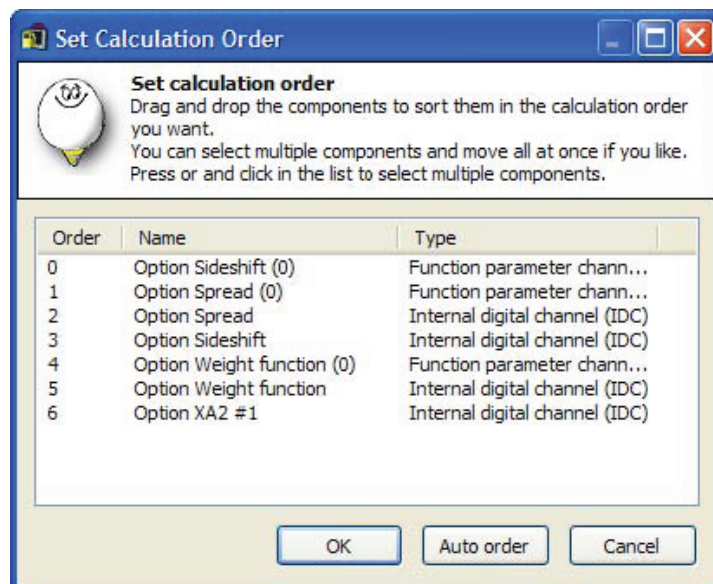 Set Calculation Order
Set calculation order
Drag and drop the components to sort them in the calculation order
you want.
You can select multiple components and move all at once if you like.
Press or and click in the list to select multiple components.
Order Name Type
0 Option Sideshift (0) Function parameter chann...
1 Option Spread (0) Function parameter chann...
2 Option Spread Internal digital channel (IDC)
3 Option Sideshift Internal digital channel (IDC)
4 Option Weight function (0) Function parameter chann...
5 Option Weight function Internal digital channel (IDC)
6 Option XA2 #1 Internal digital channel (IDC)
OK Auto order Cancel